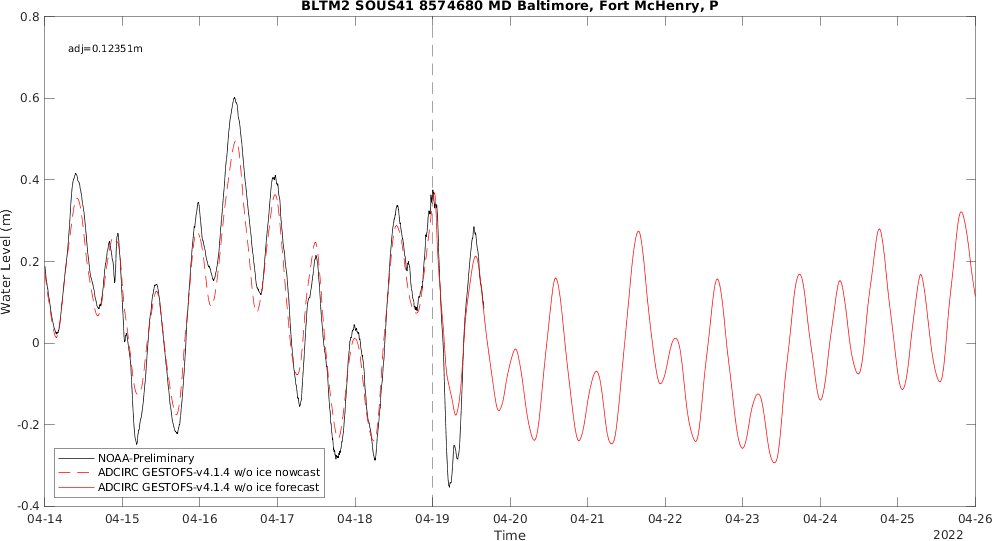 BLTM2 SOUS41 8574680 MD Baltimore, Fort McHenry, P
adj=0.12351m
0.8
0.6
0.4
0.2
0
-0.2
-0.4
Water Level (m)
NOAA-Preliminary
ADCIRC GESTOFS-v4.1.4 w/o ice nowcast
ADCIRC GESTOFS-v4.1.4 w/o ice forecast
04-14 04-15 04-16 04-17 04-18 04-19 04-20 04-21 04-22 04-23 04-24 04-25 04-26
Time
2022